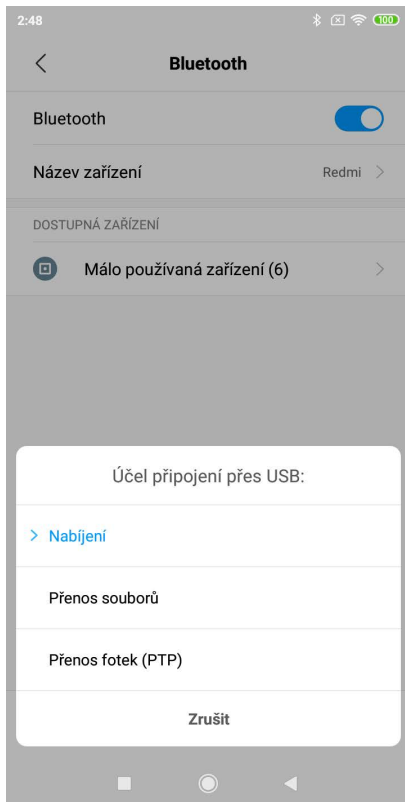 2:48 100
Bluetooth
Bluetooth
Název zařízení Redmi
DOSTUPNÁ ZAŘÍZENÍ
Málo používaná zařízení (6)
Účel připojení přes USB:
Nabíjení
Přenos souborů
Přenos fotek (PTP)
Zrušit